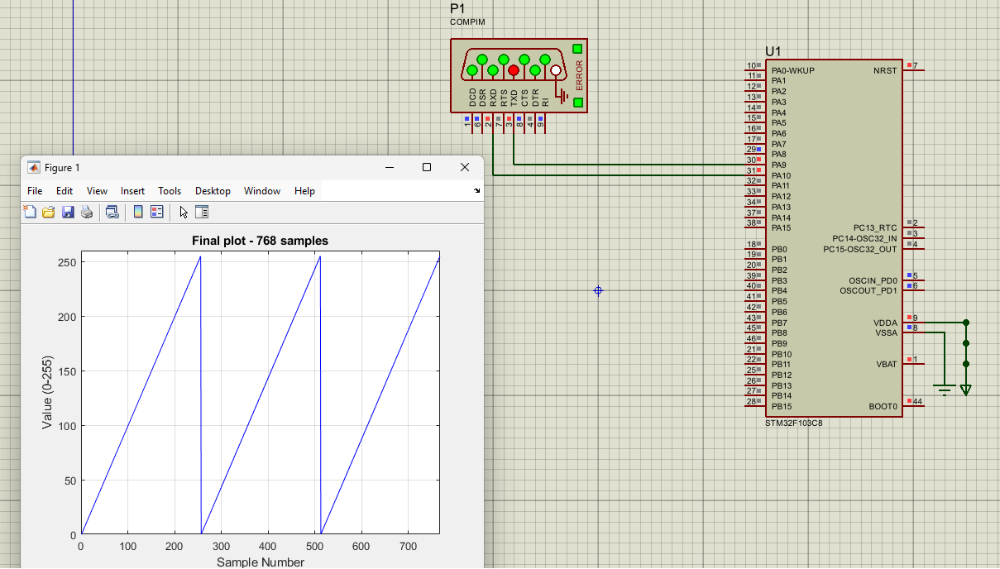 P1
COMPIM
ERROR
DCD
DSR
RXD
RTS
TXD
CTS
DTR
RI
1
6
2
7
3
8
4
9
U1
10 PA0-WKUP
11 PA1
12 PA2
13 PA3
14 PA4
15 PA5
16 PA6
17 PA7
29 PA8
30 PA9
31 PA10
32 PA11
33 PA12
34 PA13
37 PA14
38 PA15
18 PB0
19 PB1
20 PB2
39 PB3
40 PB4
41 PB5
42 PB6
43 PB7
45 PB8
46 PB9
21 PB10
22 PB11
25 PB12
26 PB13
27 PB14
28 PB15
NRST 7
PC13_RTC 2
PC14-OSC32_IN 3
PC15-OSC32_OUT 4
OSCIN_PD0 5
OSCOUT_PD1 6
VDDA 9
VSSA 8
VBAT 1
BOOT0 44
STM32F103C8
Figure 1
File Edit View Insert Tools Desktop Window Help
Final plot - 768 samples
250
200
150
100
50
0
Value (0-255)
0 100 200 300 400 500 600 700
Sample Number